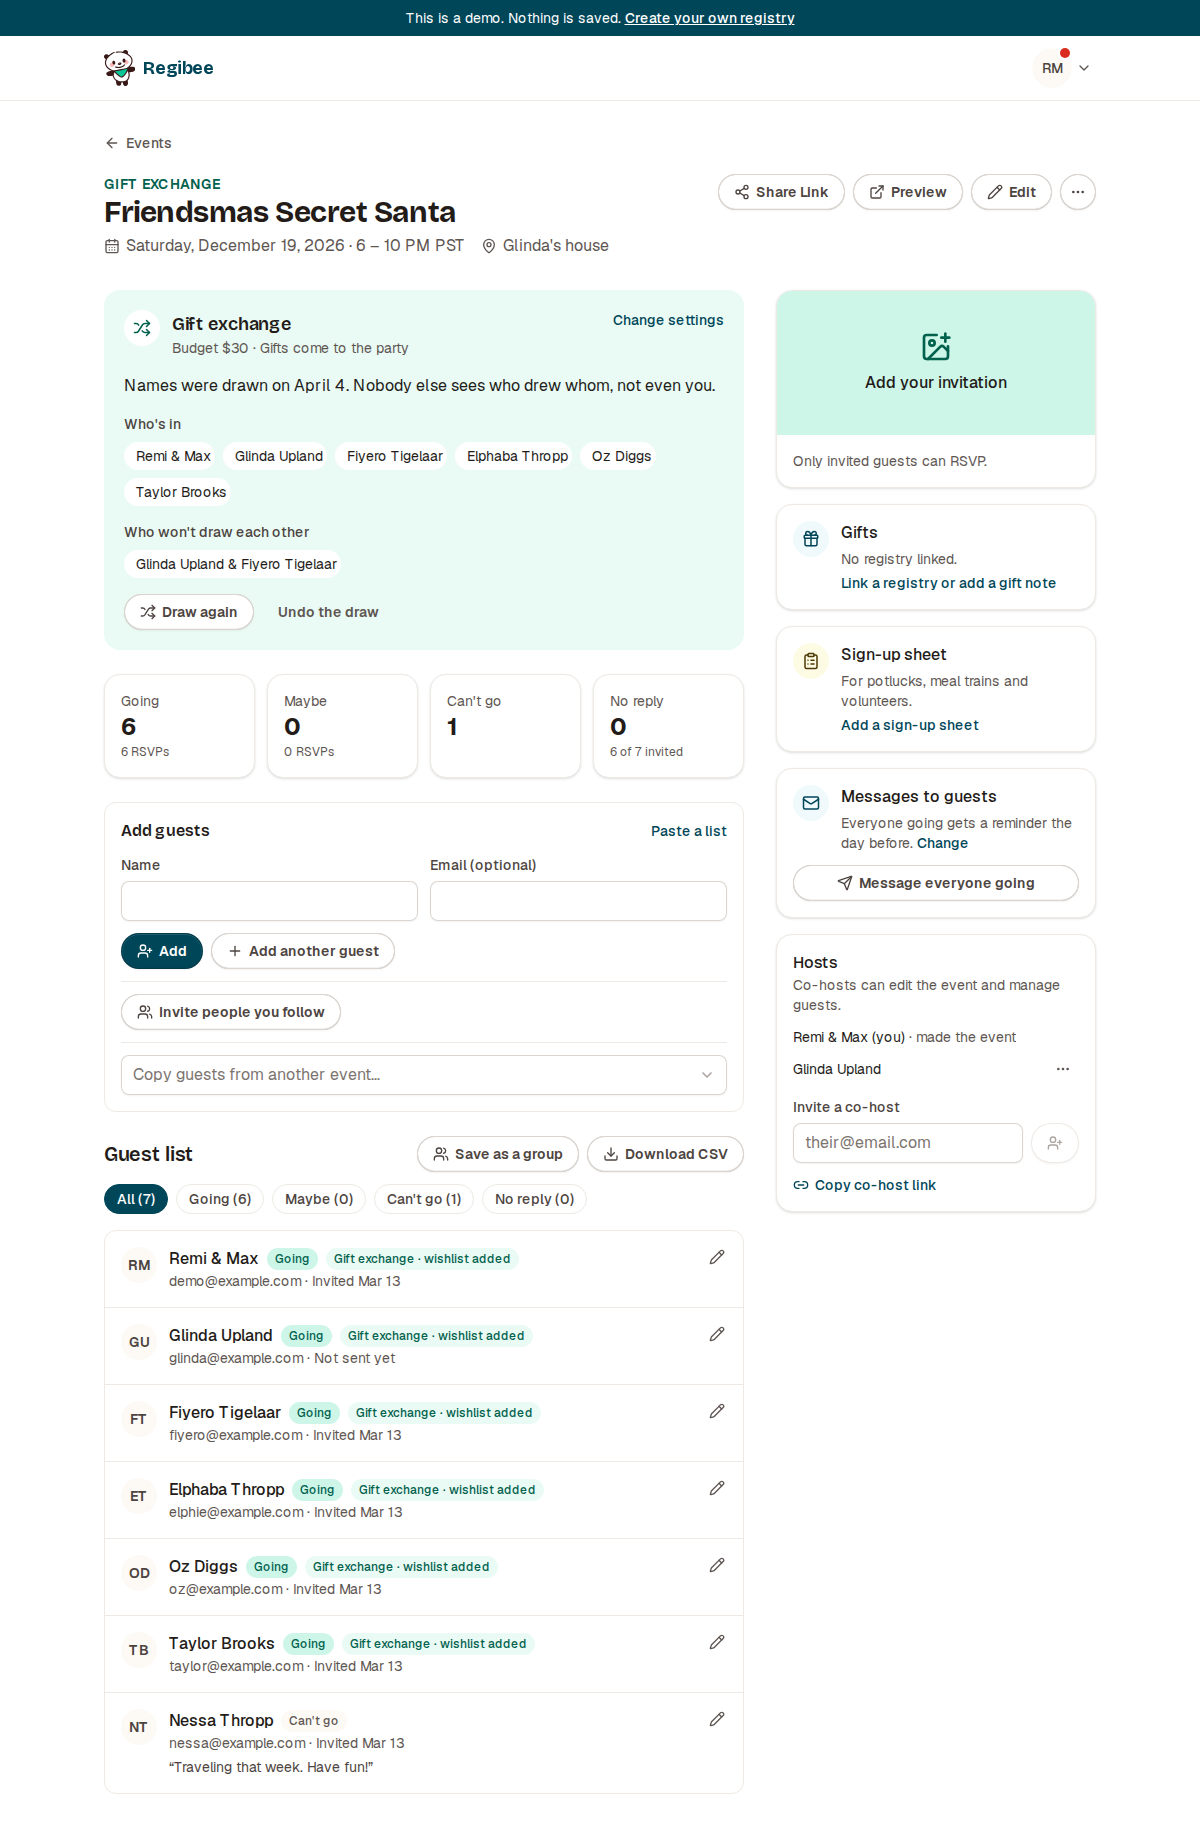 This is a demo. Nothing is saved. Create your own registry
Regibee
RM
Events
GIFT EXCHANGE
Friendsmas Secret Santa
Saturday, December 19, 2026 · 6 – 10 PM PST Glinda's house
Share Link
Preview
Edit
Gift exchange
Change settings
Budget $30 · Gifts come to the party
Names were drawn on April 4. Nobody else sees who drew whom, not even you.
Who's in
Remi & Max Glinda Upland Fiyero Tigelaar Elphaba Thropp Oz Diggs
Taylor Brooks
Who won't draw each other
Glinda Upland & Fiyero Tigelaar
Draw again Undo the draw
Going
6
6 RSVPs
Maybe
0
0 RSVPs
Can't go
1
No reply
0
6 of 7 invited
Add guests
Paste a list
Name
Email (optional)
Add
Add another guest
Invite people you follow
Copy guests from another event...
Guest list
Save as a group
Download CSV
All (7) Going (6) Maybe (0) Can't go (1) No reply (0)
RM
Remi & Max Going Gift exchange · wishlist added
demo@example.com · Invited Mar 13
GU
Glinda Upland Going Gift exchange · wishlist added
glinda@example.com · Not sent yet
FT
Fiyero Tigelaar Going Gift exchange · wishlist added
fiyero@example.com · Invited Mar 13
ET
Elphaba Thropp Going Gift exchange · wishlist added
elphie@example.com · Invited Mar 13
OD
Oz Diggs Going Gift exchange · wishlist added
oz@example.com · Invited Mar 13
TB
Taylor Brooks Going Gift exchange · wishlist added
taylor@example.com · Invited Mar 13
NT
Nessa Thropp Can't go
nessa@example.com · Invited Mar 13
“Traveling that week. Have fun!”
Add your invitation
Only invited guests can RSVP.
Gifts
No registry linked.
Link a registry or add a gift note
Sign-up sheet
For potlucks, meal trains and
volunteers.
Add a sign-up sheet
Messages to guests
Everyone going gets a reminder the
day before. Change
Message everyone going
Hosts
Co-hosts can edit the event and manage
guests.
Remi & Max (you) · made the event
Glinda Upland
Invite a co-host
their@email.com
Copy co-host link